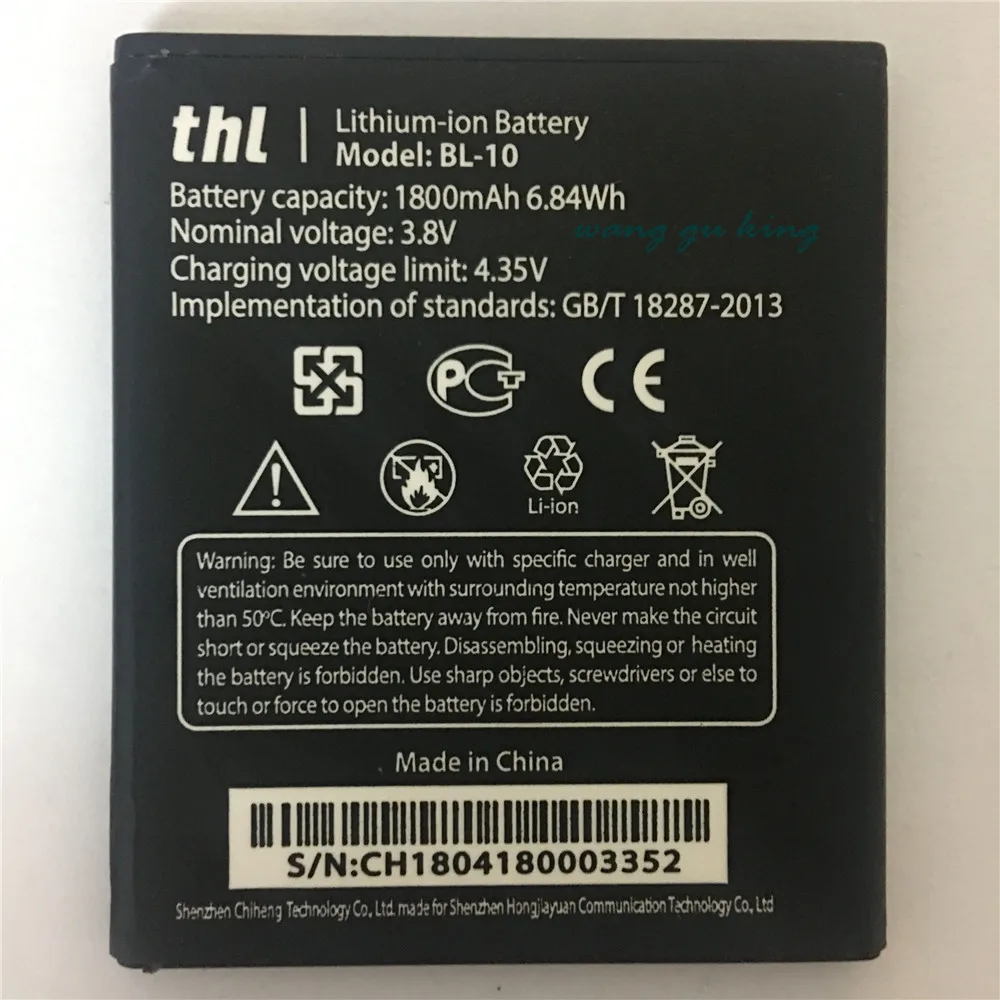 thl | Lithium-ion Battery
Model: BL-10
Battery capacity: 1800mAh 6.84Wh
Nominal voltage: 3.8V
wang gu king
Charging voltage limit: 4.35V
Implementation of standards: GB/T 18287-2013
PCT CE
Li-ion
Warning: Be sure to use only with specific charger and in well
ventilation environment with surrounding temperature not higher
than 50ºC. Keep the battery away from fire. Never make the circuit
short or squeeze the battery. Disassembling, squeezing or heating
the battery is forbidden. Use sharp objects, screwdrivers or else to
touch or force to open the battery is forbidden.
Made in China
S/N:CH1804180003352
Shenzhen Chiheng Technology Co., Ltd. made for Shenzhen Hongjiayuan Communication Technology Co., Ltd